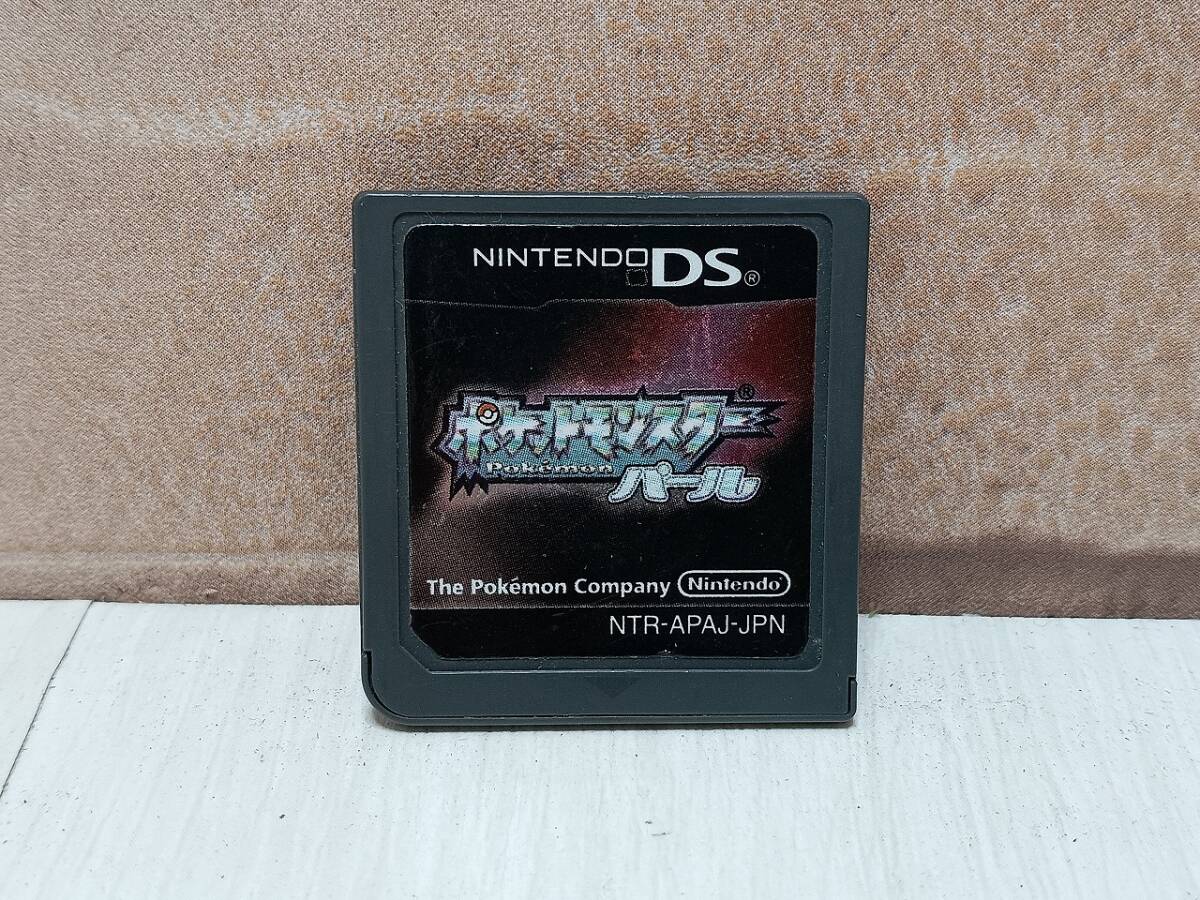 NINTENDO DS®
ポケットモンスター®
Pokémon
パール
The Pokémon Company Nintendo
NTR-APAJ-JPN